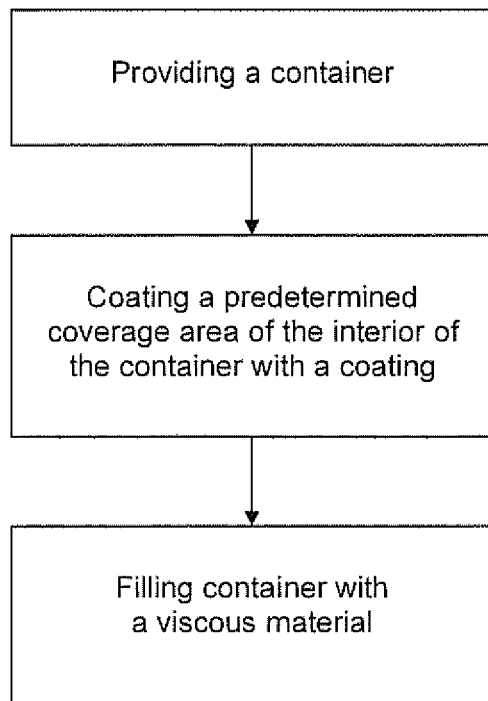 Providing a container
Coating a predetermined
coverage area of the interior of
the container with a coating
Filling container with
a viscous material